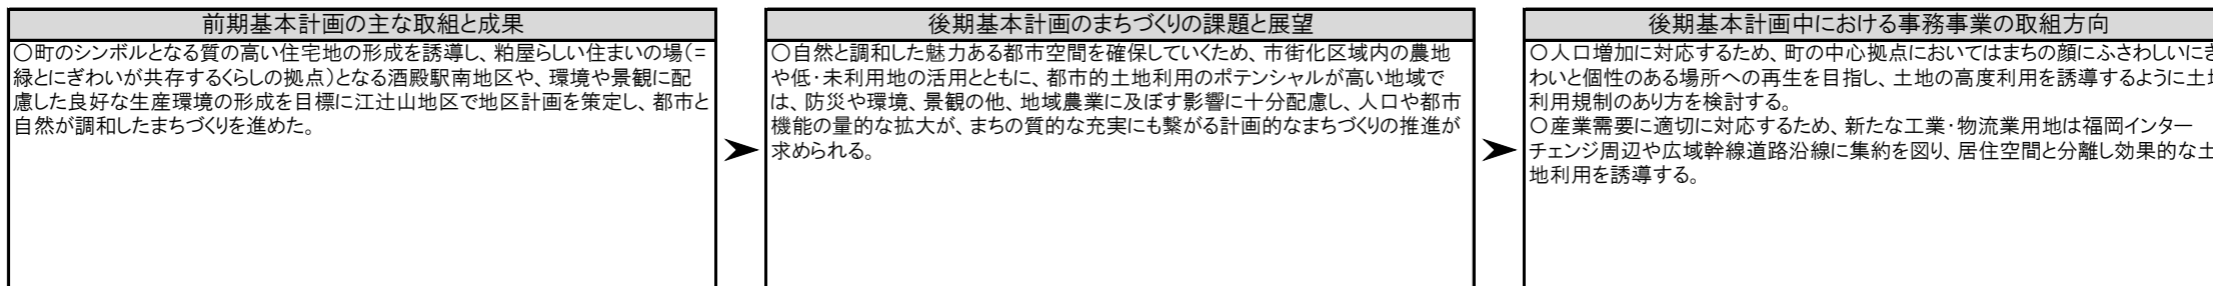 前期基本計画の主な取組と成果
○町のシンボルとなる質の高い住宅地の形成を誘導し、粕屋らしい住まいの場(=
緑とにぎわいが共存するくらしの拠点)となる酒殿駅南地区や、環境や景観に配
慮した良好な生産環境の形成を目標に江辻山地区で地区計画を策定し、都市と
自然が調和したまちづくりを進めた。
後期基本計画のまちづくりの課題と展望
○自然と調和した魅力ある都市空間を確保していくため、市街化区域内の農地
や低・未利用地の活用とともに、都市的土地利用のポテンシャルが高い地域で
は、防災や環境、景観の他、地域農業に及ぼす影響に十分配慮し、人口や都市
機能の量的な拡大が、まちの質的な充実にも繋がる計画的なまちづくりの推進が
求められる。
後期基本計画中における事務事業の取組方向
○人口増加に対応するため、町の中心拠点においてはまちの顔にふさわしいにぎ
わいと個性のある場所への再生を目指し、土地の高度利用を誘導するように土地
利用規制のあり方を検討する。
○産業需要に適切に対応するため、新たな工業・物流業用地は福岡インター
チェンジ周辺や広域幹線道路沿線に集約を図り、居住空間と分離し効果的な土
地利用を誘導する。